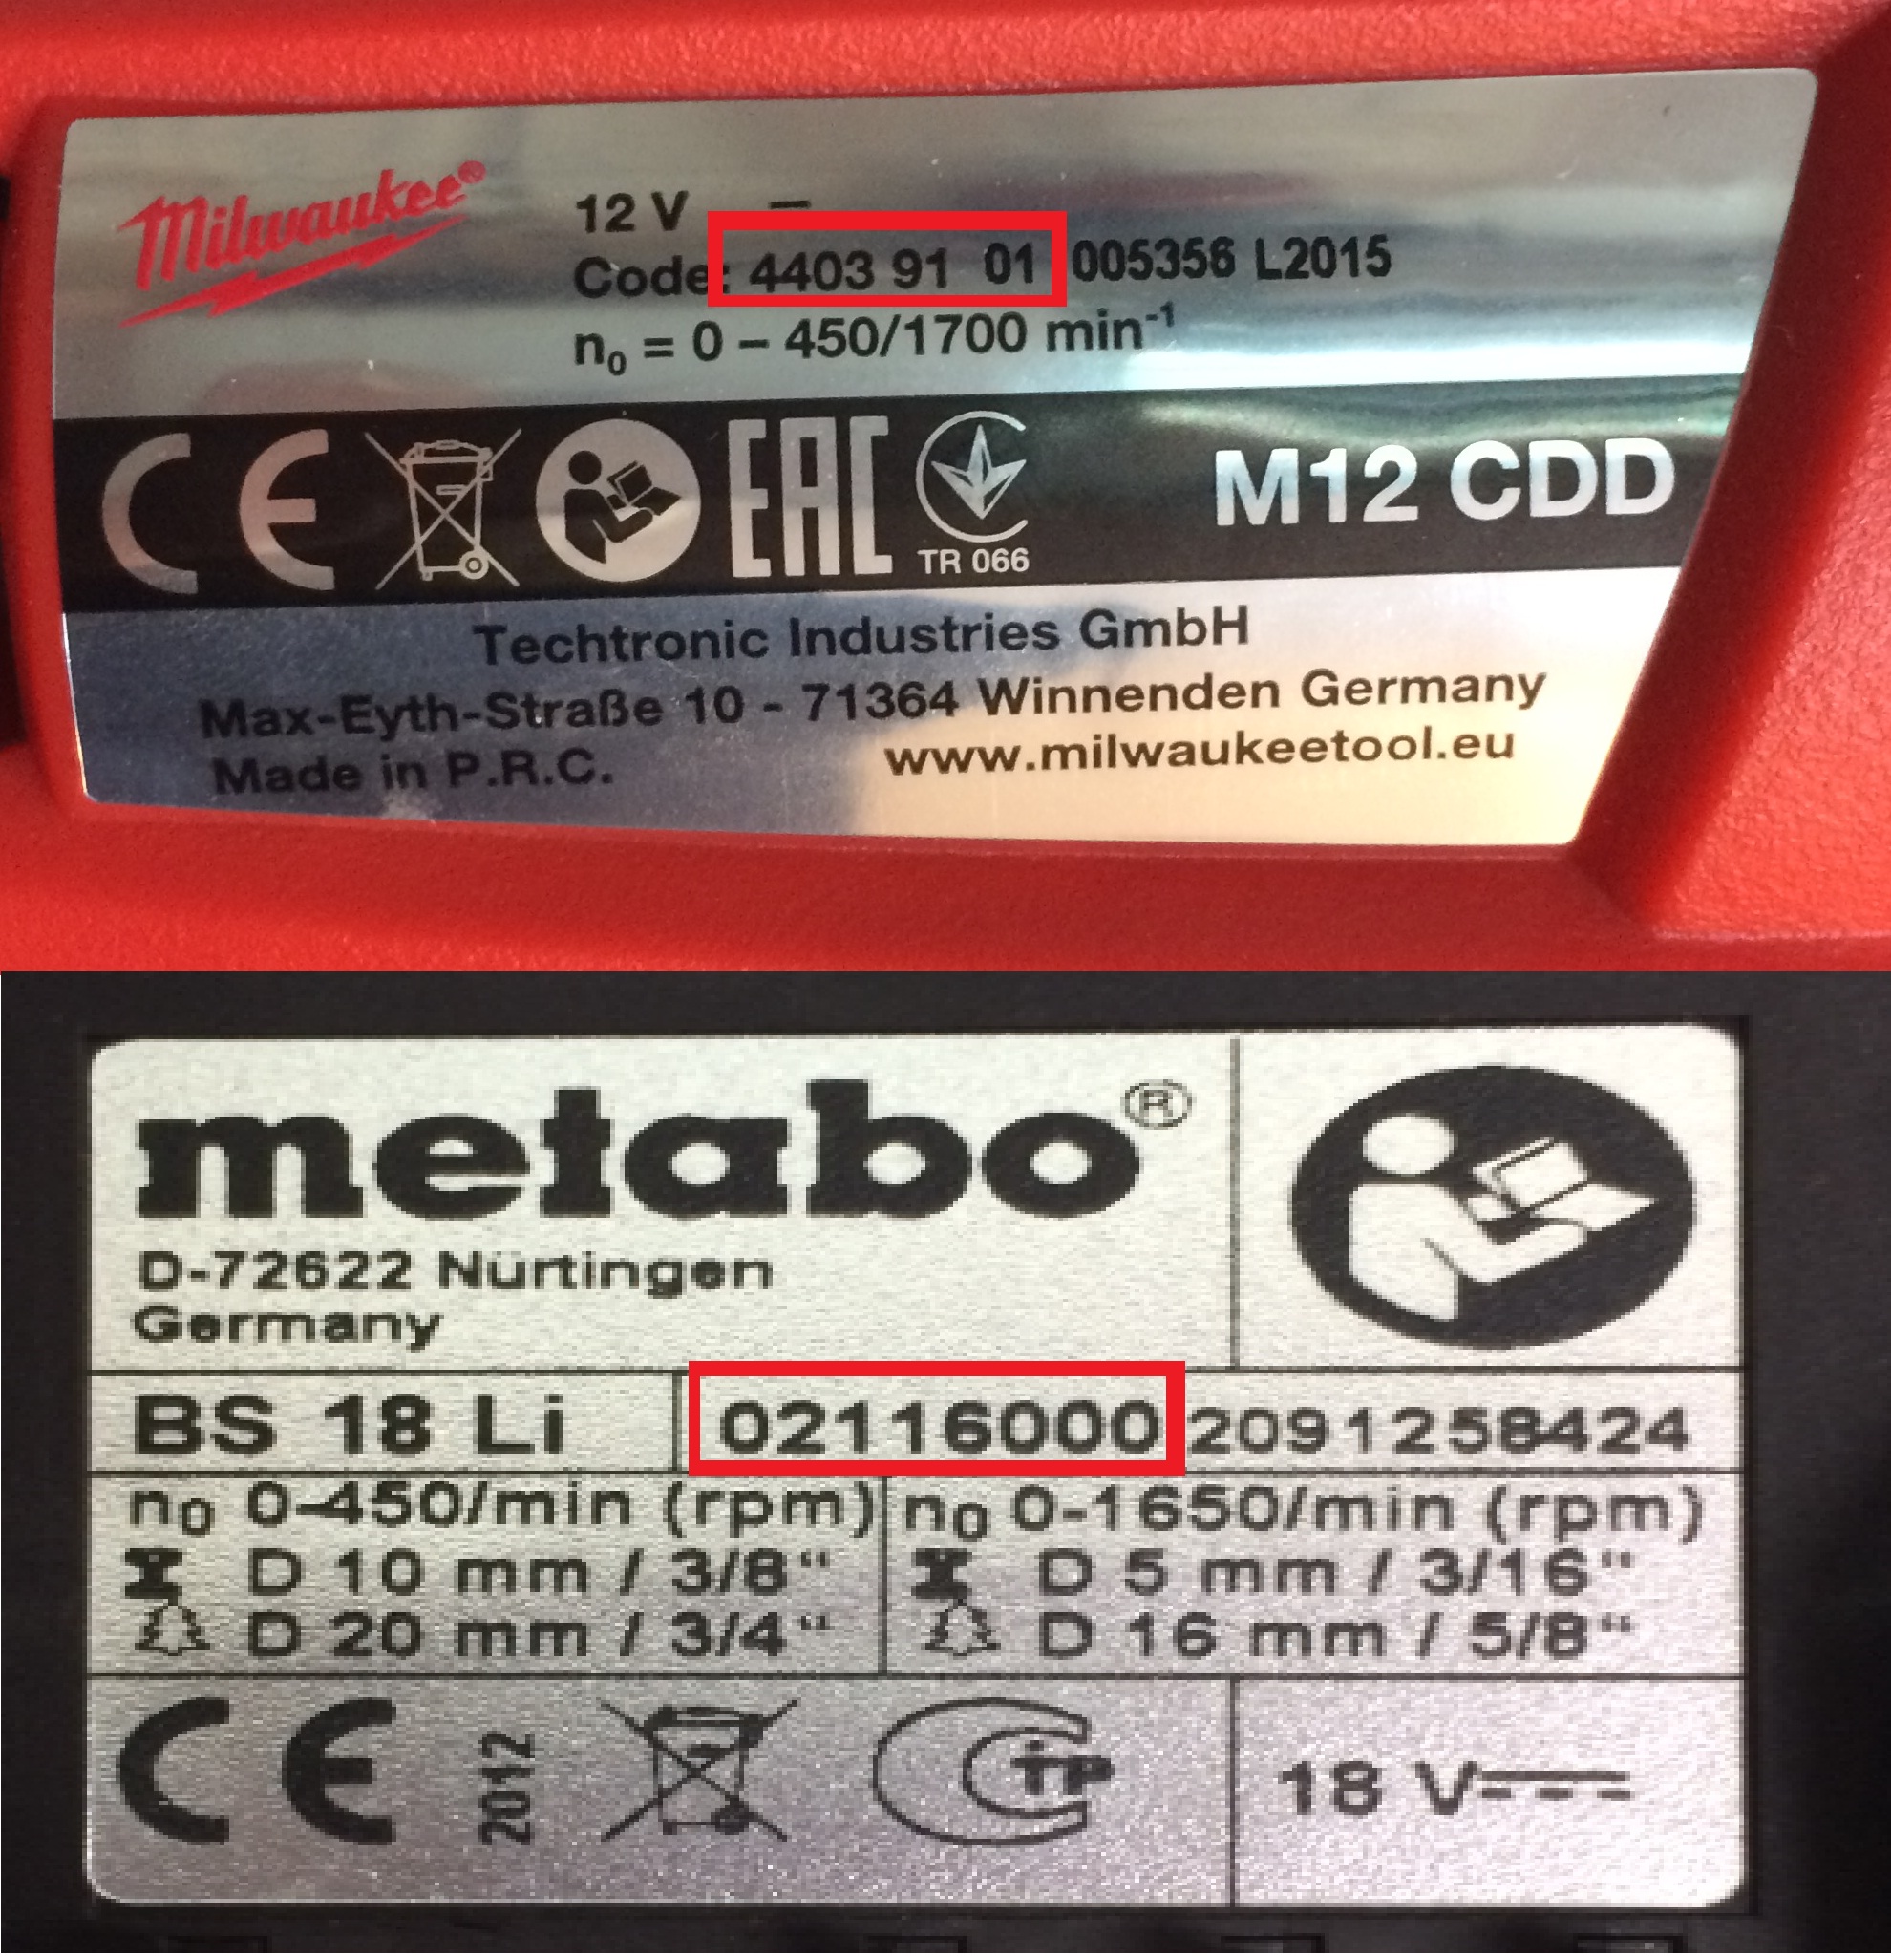 Milwaukee®
12 V —
Code: 4403 91 01 005356 L2015
n₀ = 0 – 450/1700 min⁻¹
CE EAC TR 066 M12 CDD
Techtronic Industries GmbH
Max-Eyth-Straße 10 - 71364 Winnenden Germany
Made in P.R.C. www.milwaukeetool.eu
metabo®
D-72622 Nürtingen
Germany
BS 18 Li 02116000 2091258424
n₀ 0-450/min (rpm) n₀ 0-1650/min (rpm)
D 10 mm / 3/8“ D 5 mm / 3/16“
D 20 mm / 3/4“ D 16 mm / 5/8“
CE 2012 18 V